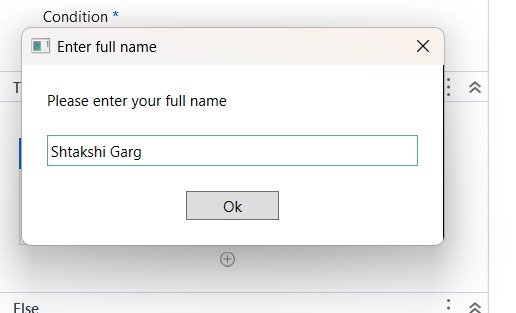 Condition *
Enter full name
T
Please enter your full name
Shtakshi Garg
Ok
Else